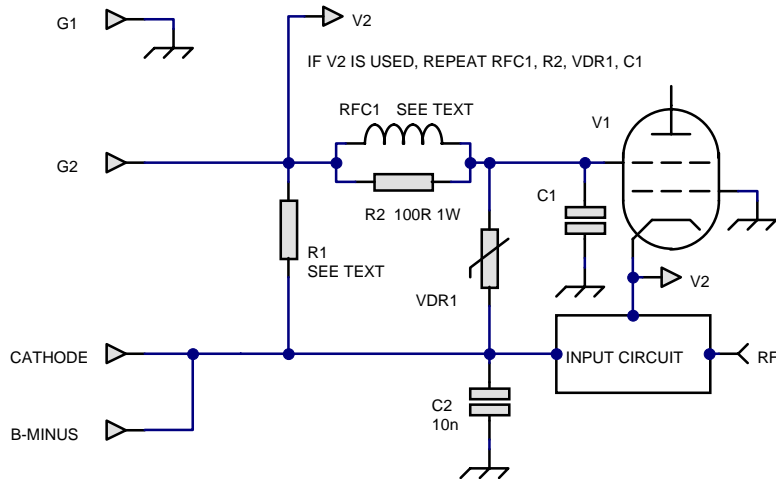 G1
V2
IF V2 IS USED, REPEAT RFC1, R2, VDR1, C1
RFC1 SEE TEXT
V1
G2
R2 100R 1W
C1
R1
SEE TEXT
VDR1
V2
CATHODE
INPUT CIRCUIT
RF
C2
10n
B-MINUS